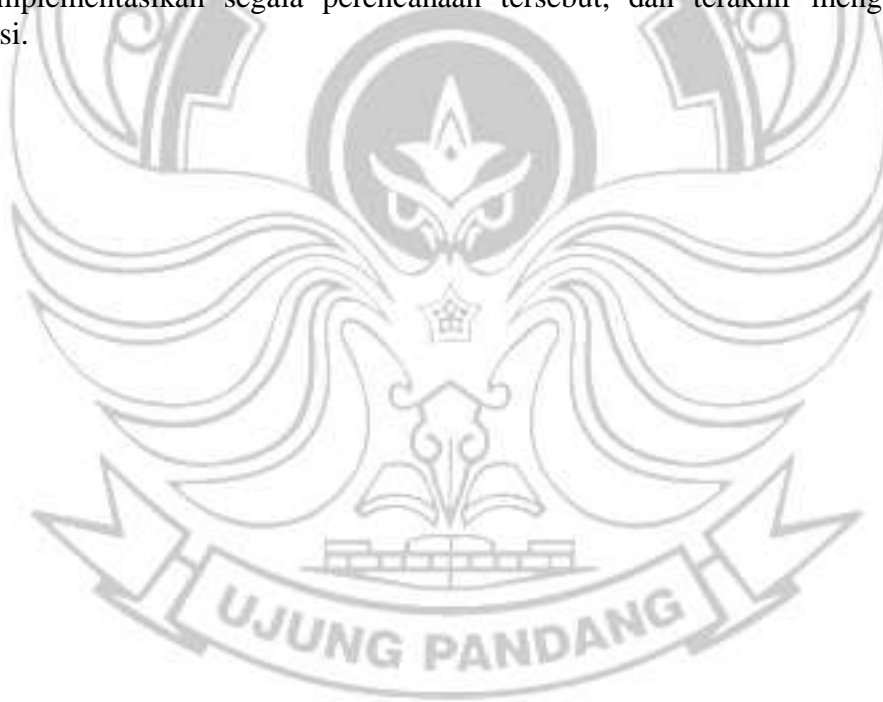 mplementasikan segala perencanaan tersebut, dan terakhir meng
si.
UJUNG PANDANG